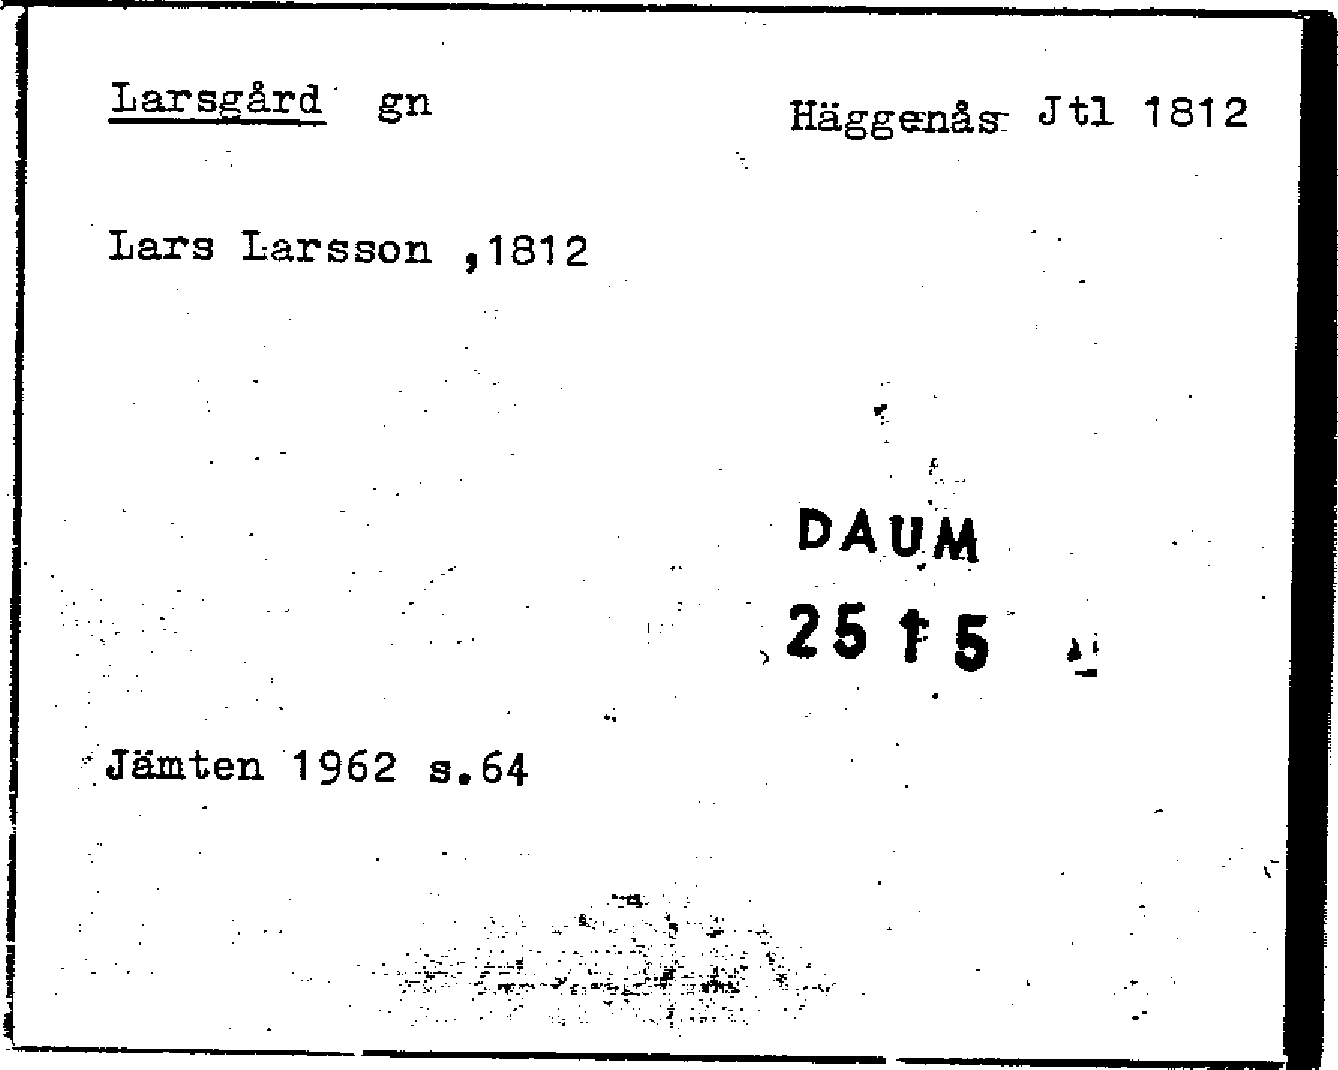 Larsgård gn
Häggenås Jtl 1812
Lars Larsson ,1812
DAUM
25 5
Jämten 1962 s.64